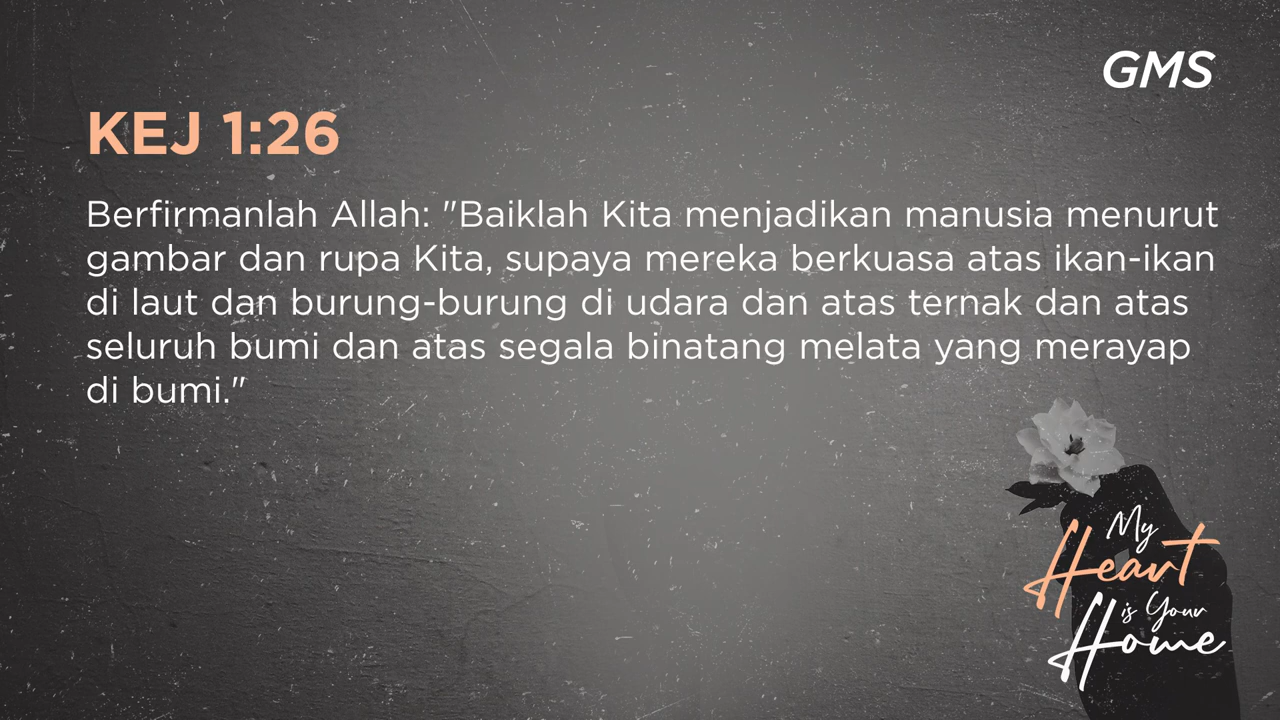 GMS
KEJ 1:26
Berfirmanlah Allah: "Baiklah Kita menjadikan manusia menurut
gambar dan rupa Kita, supaya mereka berkuasa atas ikan-ikan
di laut dan burung-burung di udara dan atas ternak dan atas
seluruh bumi dan atas segala binatang melata yang merayap
di bumi."
My
Heart
is Your
Home